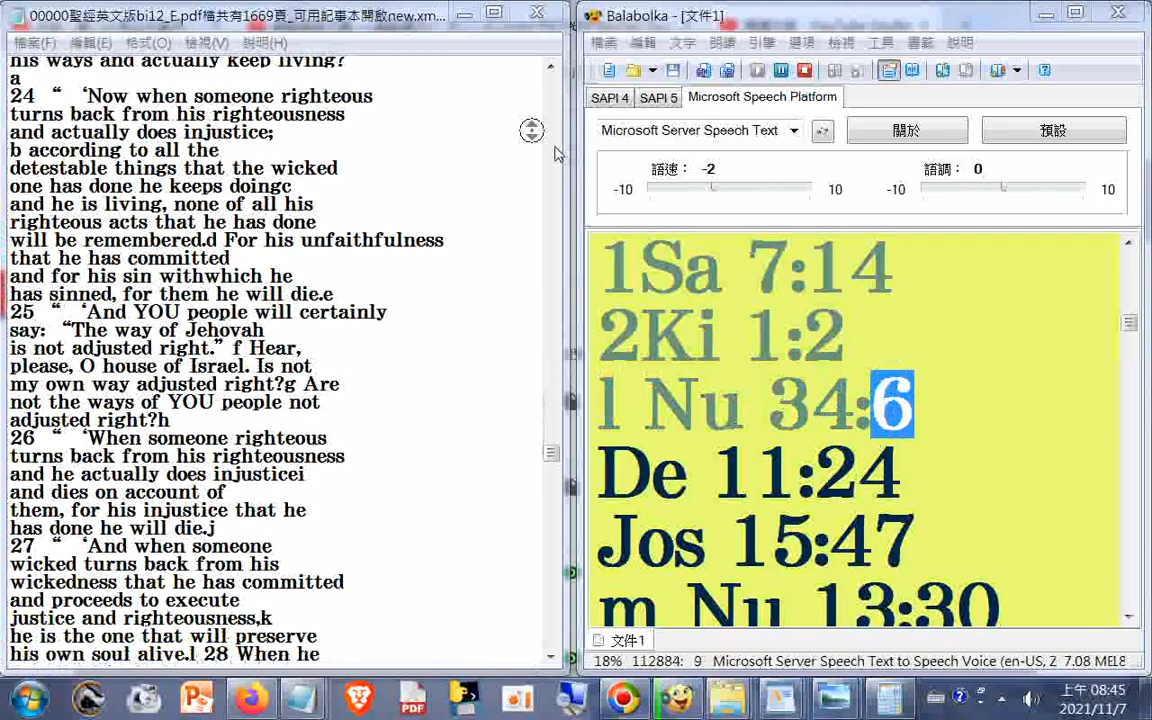 00000聖經英文版bi12_E.pdf檔共有1669頁_可用記事本開啟new.xm...
檔案(F) 編輯(E) 格式(O) 檢視(V) 說明(H)
his ways and actually keep living?
a
24 “ ‘Now when someone righteous
turns back from his righteousness
and actually does injustice;
b according to all the
detestable things that the wicked
one has done he keeps doingc
and he is living, none of all his
righteous acts that he has done
will be remembered.d For his unfaithfulness
that he has committed
and for his sin withwhich he
has sinned, for them he will die.e
25 “ ‘And YOU people will certainly
say: “The way of Jehovah
is not adjusted right.” f Hear,
please, O house of Israel. Is not
my own way adjusted right?g Are
not the ways of YOU people not
adjusted right?h
26 “ ‘When someone righteous
turns back from his righteousness
and he actually does injusticei
and dies on account of
them, for his injustice that he
has done he will die.j
27 “ ‘And when someone
wicked turns back from his
wickedness that he has committed
and proceeds to execute
justice and righteousness,k
he is the one that will preserve
his own soul alive.l 28 When he
Balabolka - [文件1]
檔案 編輯 文字 朗讀 引擎 選項 檢視 工具 書籤 說明
SAPI 4 SAPI 5 Microsoft Speech Platform
Microsoft Server Speech Text 關於 預設
語速： -2 語調： 0
-10 10 -10 10
1Sa 7:14
2Ki 1:2
l Nu 34:6
De 11:24
Jos 15:47
m Nu 13:30
文件1
18% 112884: 9 Microsoft Server Speech Text to Speech Voice (en-US, Z 7.08 MEL8
PDF
上午 08:45
2021/11/7